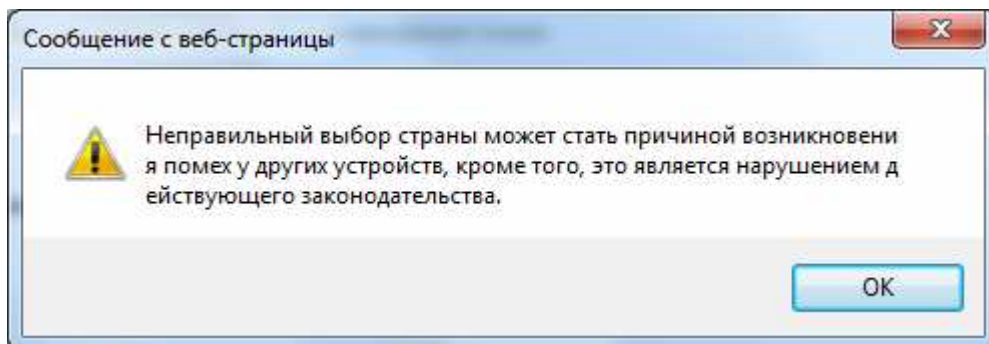 Сообщение с веб-страницы
Неправильный выбор страны может стать причиной возникновени
я помех у других устройств, кроме того, это является нарушением д
ействующего законодательства.
OK